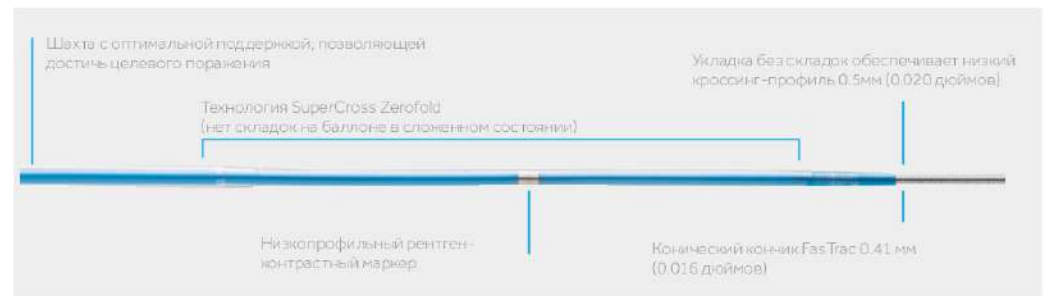 Шахта с оптимальной поддержкой, позволяющей
достичь целевого поражения
Укладка без складок обеспечивает низкий
кроссинг-профиль 0.5мм (0.020 дюймов)
Технология SuperCross Zerofold
(нет складок на баллоне в сложенном состоянии)
Низкопрофильный рентген-
контрастный маркер
Конический кончик FasTrac 0.41 мм
(0.016 дюймов)